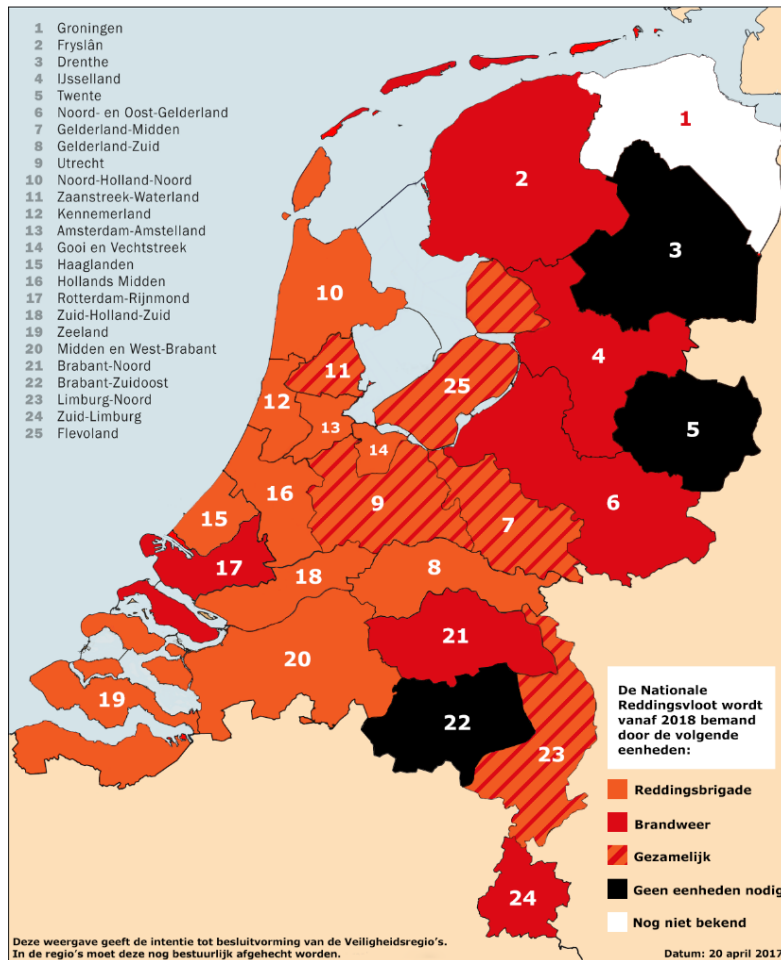 1 Groningen
2 Fryslân
3 Drenthe
4 IJsselland
5 Twente
6 Noord- en Oost-Gelderland
7 Gelderland-Midden
8 Gelderland-Zuid
9 Utrecht
10 Noord-Holland-Noord
11 Zaanstreek-Waterland
12 Kennemerland
13 Amsterdam-Amstelland
14 Gooi en Vechtstreek
15 Haaglanden
16 Hollands Midden
17 Rotterdam-Rijnmond
18 Zuid-Holland-Zuid
19 Zeeland
20 Midden en West-Brabant
21 Brabant-Noord
22 Brabant-Zuidoost
23 Limburg-Noord
24 Zuid-Limburg
25 Flevoland
1
2
3
10
4
11
25
12
13
5
14
16
9
6
15
7
17
18
8
21
20
19
22
23
24
De Nationale
Reddingsvloot wordt
vanaf 2018 bemand
door de volgende
eenheden:
Reddingsbrigade
Brandweer
Gezamelijk
Geen eenheden nodig
Nog niet bekend
Deze weergave geeft de intentie tot besluitvorming van de Veiligheidsregio's.
In de regio's moet deze nog bestuurlijk afgehecht worden.
Datum: 20 april 2017